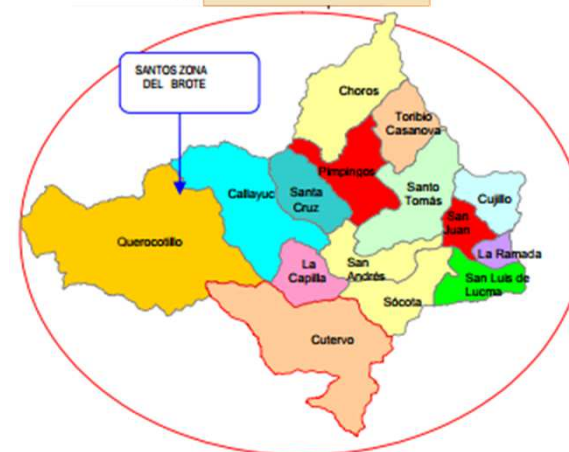 SANTOS ZONA
DEL BROTE
Choros
Toribio
Casanova
Pimpingos
Callayuc
Santa
Cruz
Santo
Tomás
Cujillo
San
Juan
Querocotillo
La Ramada
La
Capilla
San
Andrés
San Luis de
Lucma
Sócota
Cutervo